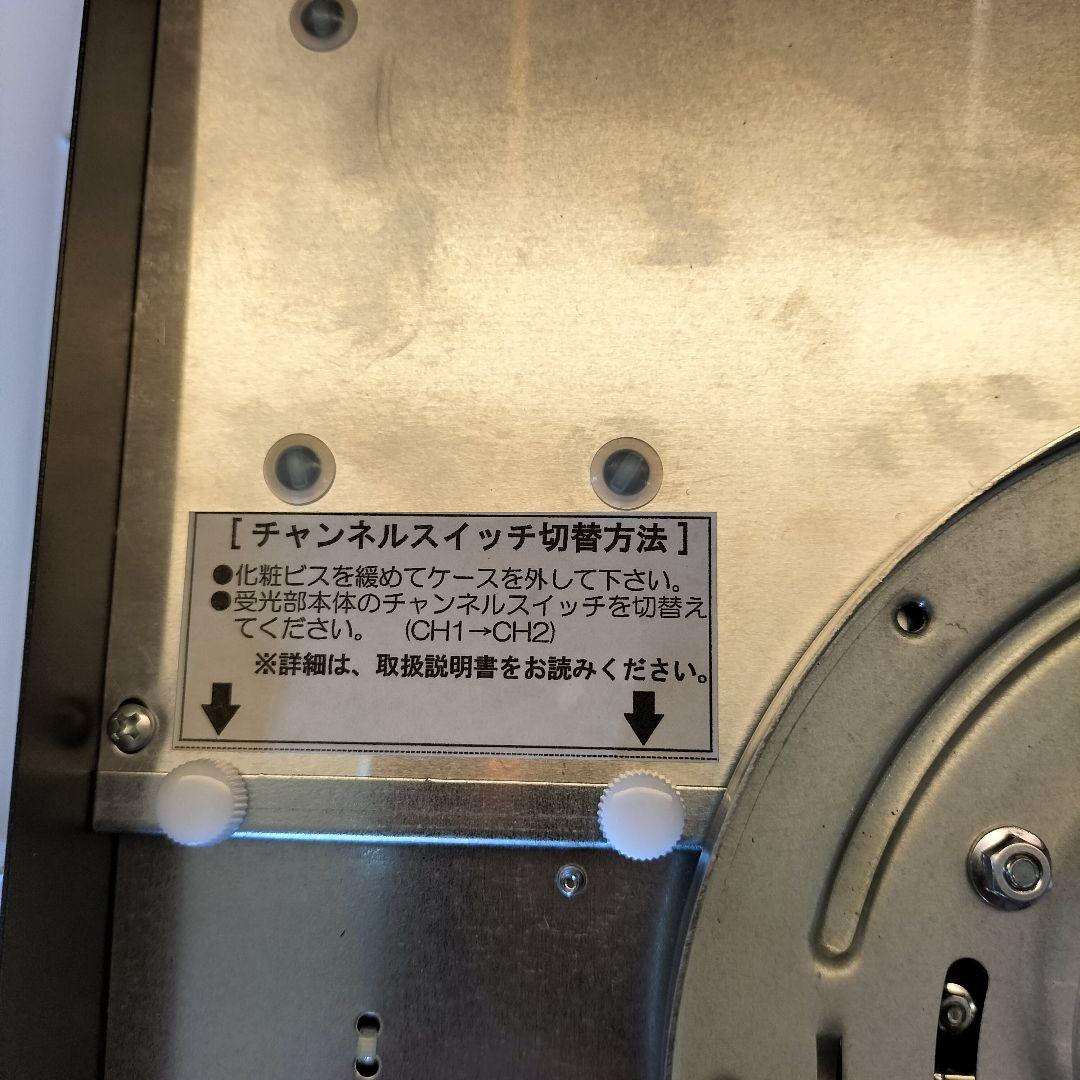 [チャンネルスイッチ切替方法]
●化粧ビスを緩めてケースを外して下さい。
●受光部本体のチャンネルスイッチを切替え
てください。 (CH1→CH2)
※詳細は、取扱説明書をお読みください。